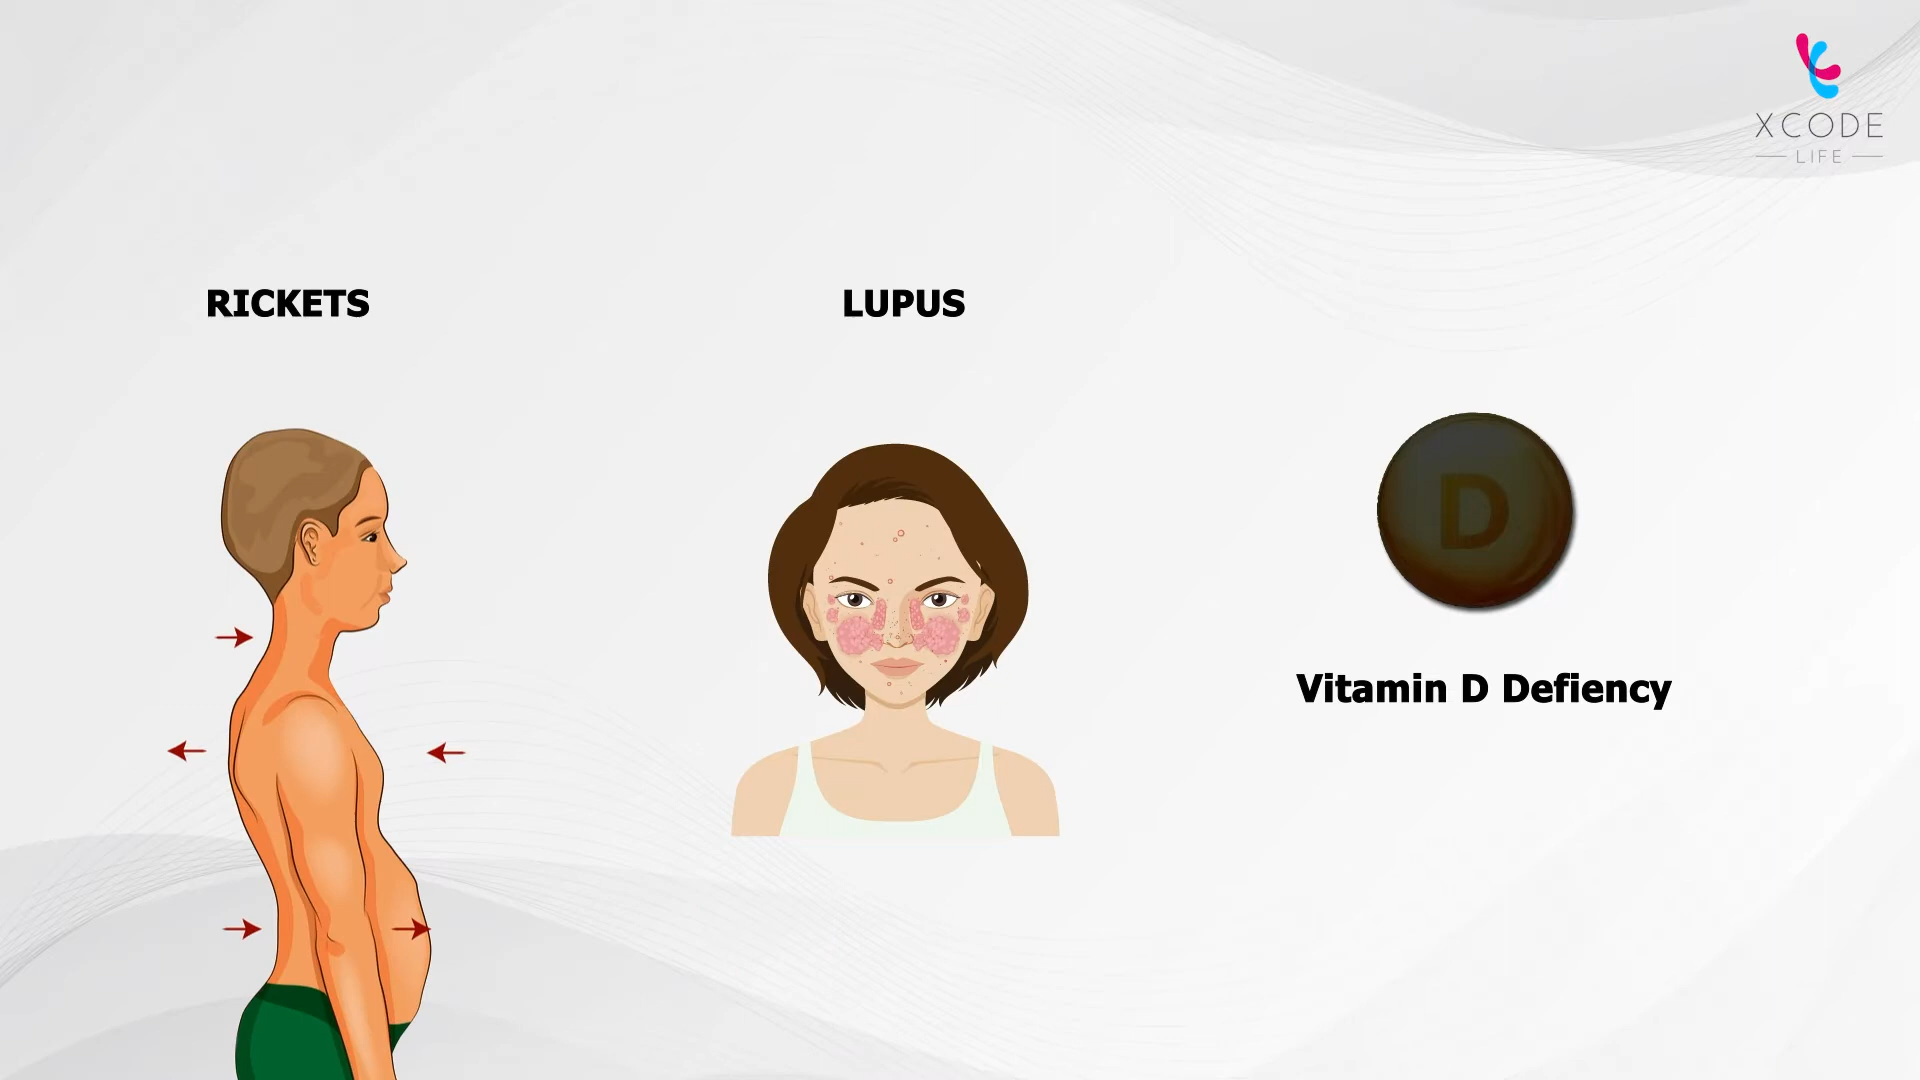 XCODE
LIFE
RICKETS
LUPUS
D
Vitamin D Defiency